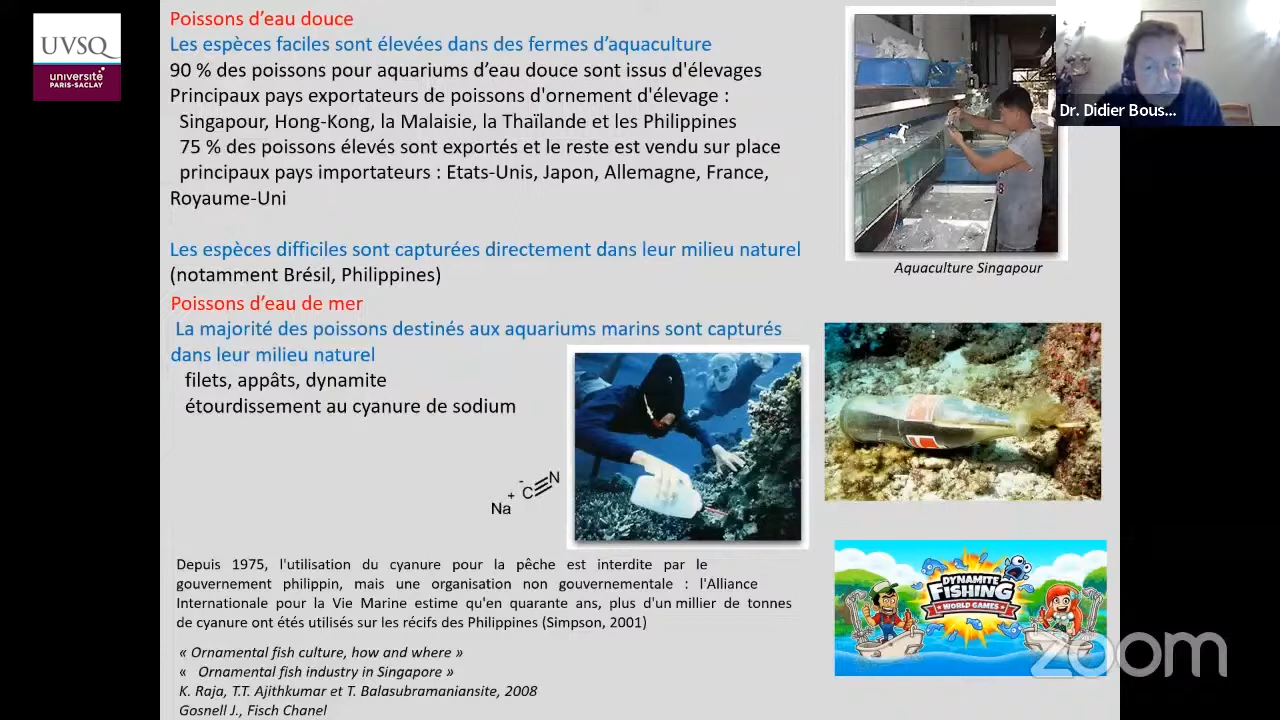 UVSQ
université
PARIS-SACLAY
Poissons d’eau douce
Les espèces faciles sont élevées dans des fermes d’aquaculture
90 % des poissons pour aquariums d’eau douce sont issus d'élevages
Principaux pays exportateurs de poissons d'ornement d'élevage :
Singapour, Hong-Kong, la Malaisie, la Thaïlande et les Philippines
75 % des poissons élevés sont exportés et le reste est vendu sur place
principaux pays importateurs : Etats-Unis, Japon, Allemagne, France,
Royaume-Uni
Les espèces difficiles sont capturées directement dans leur milieu naturel
(notamment Brésil, Philippines)
Poissons d’eau de mer
La majorité des poissons destinés aux aquariums marins sont capturés
dans leur milieu naturel
filets, appâts, dynamite
étourdissement au cyanure de sodium
Na + - C N
Depuis 1975, l'utilisation du cyanure pour la pêche est interdite par le
gouvernement philippin, mais une organisation non gouvernementale : l'Alliance
Internationale pour la Vie Marine estime qu'en quarante ans, plus d'un millier de tonnes
de cyanure ont étés utilisés sur les récifs des Philippines (Simpson, 2001)
« Ornamental fish culture, how and where »
« Ornamental fish industry in Singapore »
K. Raja, T.T. Ajithkumar et T. Balasubramaniansite, 2008
Gosnell J., Fisch Chanel
Dr. Didier Bous...
Aquaculture Singapour
DYNAMITE
FISHING
WORLD GAMES
zoom